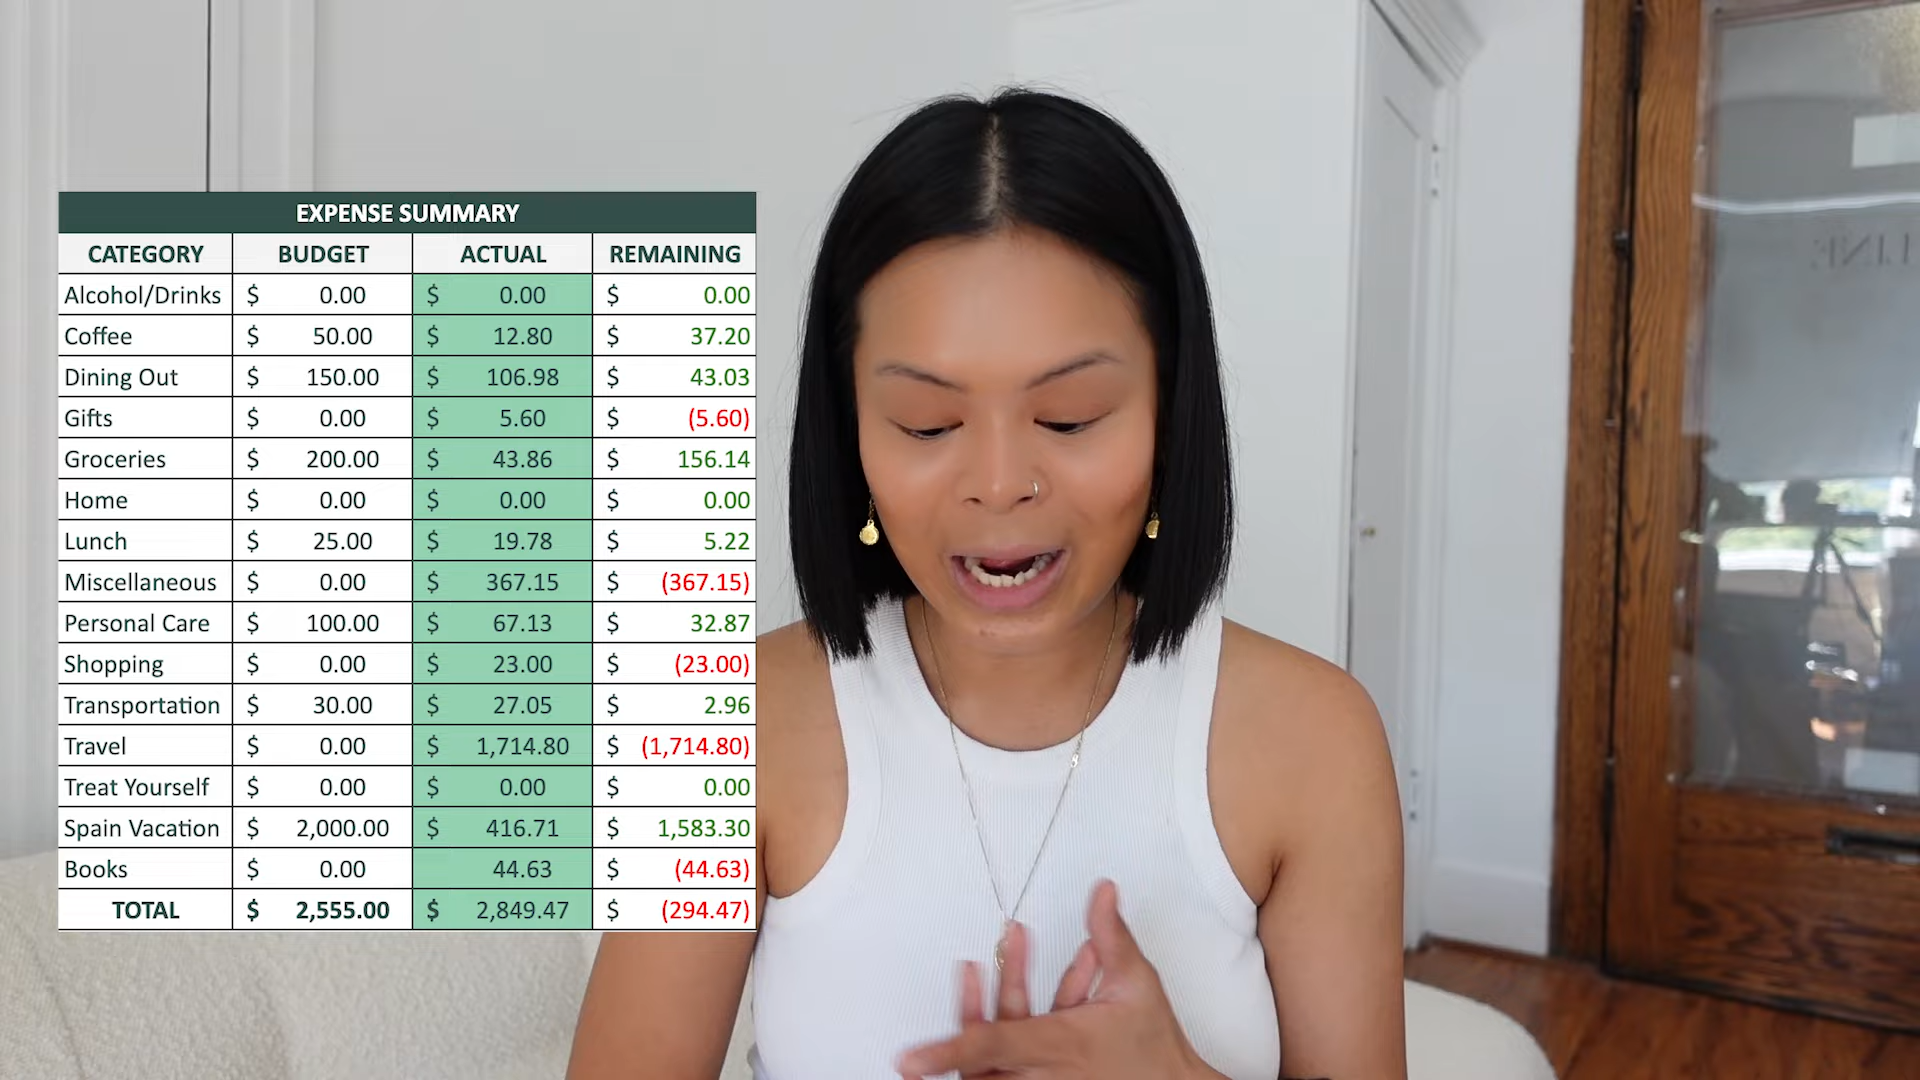 EXPENSE SUMMARY
CATEGORY BUDGET ACTUAL REMAINING
Alcohol/Drinks $ 0.00 $ 0.00 $ 0.00
Coffee $ 50.00 $ 12.80 $ 37.20
Dining Out $ 150.00 $ 106.98 $ 43.03
Gifts $ 0.00 $ 5.60 $ (5.60)
Groceries $ 200.00 $ 43.86 $ 156.14
Home $ 0.00 $ 0.00 $ 0.00
Lunch $ 25.00 $ 19.78 $ 5.22
Miscellaneous $ 0.00 $ 367.15 $ (367.15)
Personal Care $ 100.00 $ 67.13 $ 32.87
Shopping $ 0.00 $ 23.00 $ (23.00)
Transportation $ 30.00 $ 27.05 $ 2.96
Travel $ 0.00 $ 1,714.80 $ (1,714.80)
Treat Yourself $ 0.00 $ 0.00 $ 0.00
Spain Vacation $ 2,000.00 $ 416.71 $ 1,583.30
Books $ 0.00 44.63 $ (44.63)
TOTAL $ 2,555.00 $ 2,849.47 $ (294.47)